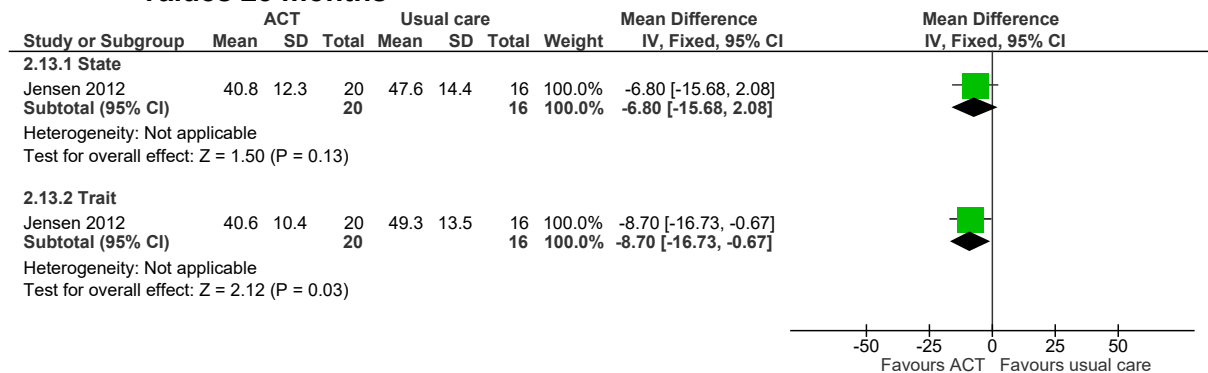 ACT Usual care Mean Difference Mean Difference
Study or Subgroup Mean SD Total Mean SD Total Weight IV, Fixed, 95% CI IV, Fixed, 95% CI
2.13.1 State
Jensen 2012 40.8 12.3 20 47.6 14.4 16 100.0% -6.80 [-15.68, 2.08]
Subtotal (95% CI) 20 16 100.0% -6.80 [-15.68, 2.08]
Heterogeneity: Not applicable
Test for overall effect: Z = 1.50 (P = 0.13)
2.13.2 Trait
Jensen 2012 40.6 10.4 20 49.3 13.5 16 100.0% -8.70 [-16.73, -0.67]
Subtotal (95% CI) 20 16 100.0% -8.70 [-16.73, -0.67]
Heterogeneity: Not applicable
Test for overall effect: Z = 2.12 (P = 0.03)
-50 -25 0 25 50
Favours ACT Favours usual care